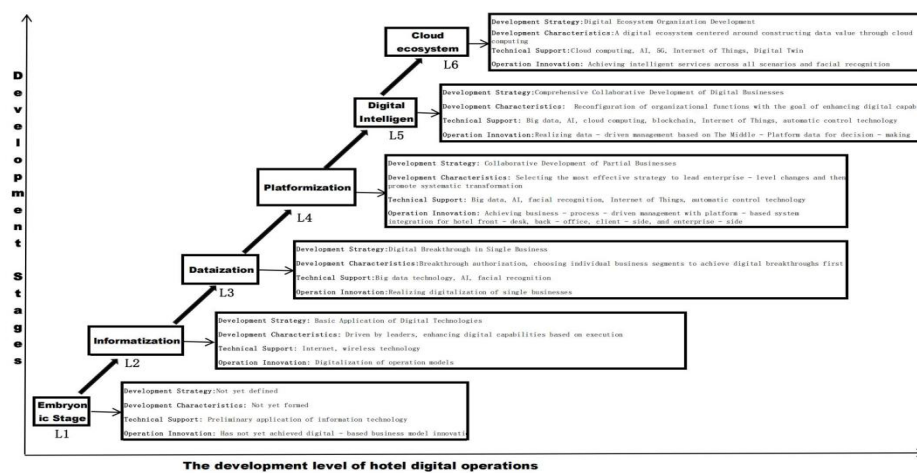 Development Stages
Cloud
ecosystem
L6
Development Strategy:Digital Ecosystem Organisation Development
Development Characteristics:A digital ecosystem centered around constructing data value through cloud
computing
Technical Support:Cloud computing, AI, 5G, Internet of Things, Digital Twin
Operation Innovation: Achieving intelligent services across all scenarios and facial recognition
Digital
Intelligen
L5
Development Strategy:Comprehensive Collaborative Development of Digital Businesses
Development Characteristics: Reconfiguration of organizational functions with the goal of enhancing digital capab
Technical Support: Big data, AI, cloud computing, blockchain, Internet of Things, automatic control technology
Operation Innovation:Realizing data - driven management based on The Middle - Platform data for decision - making
Platformization
L4
Development Strategy: Collaborative Development of Partial Businesses
Development Characteristics: Selecting the most effective strategy to lead enterprise - level changes and then
promote systematic transformation
Technical Support: Big data, AI, facial recognition, Internet of Things, automatic control technology
Operation Innovation: Achieving business - process - driven management with platform - based system
integration for hotel front - desk, back - office, client - side, and enterprise - side
Dataization
L3
Development Strategy:Digital Breakthrough in Single Business
Development Characteristics:Breakthrough authorization, choosing individual business segments to achieve digital breakthroughs first
Technical Support:Big data technology, AI, facial recognition
Operation Innovation:Realizing digitalization of single businesses
Informatization
L2
Development Strategy: Basic Application of Digital Technologies
Development Characteristics: Driven by leaders, enhancing digital capabilities based on execution
Technical Support: Internet, wireless technology
Operation Innovation: Digitalization of operation models
Embryon
ic Stage
L1
Development Strategy:Not yet defined
Development Characteristics: Not yet formed
Technical Support: Preliminary application of information technology
Operation Innovation: Has not yet achieved digital - based business model innovati
The development level of hotel digital operations